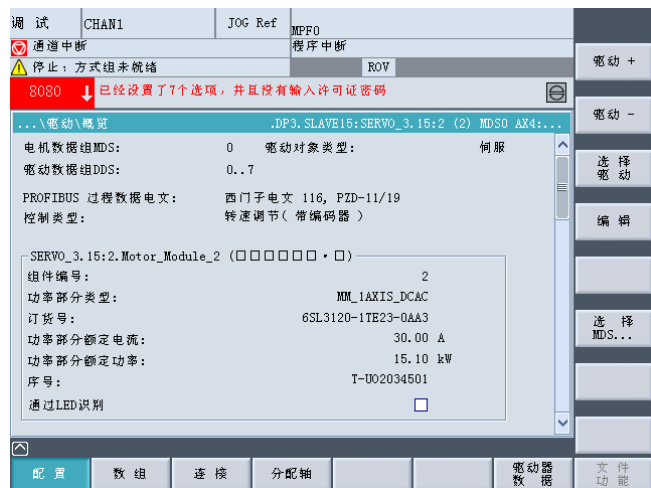 调 试 CHAN1 JOG Ref MPF0
通道中断 程序中断
停止：方式组未就绪 ROV
8080 已经设置了7个选项，并且没有输入许可证密码
...\驱动\概览 .DP3.SLAVE15:SERVO_3.15:2 (2) MDS0 AX4:...
电机数据组MDS: 0 驱动对象类型: 伺服
驱动数据组DDS: 0..7
PROFIBUS 过程数据电文: 西门子电文 116, PZD-11/19
控制类型: 转速调节( 带编码器 )
SERVO_3.15:2.Motor_Module_2 (□□□□□□·□)
组件编号: 2
功率部分类型: MM_1AXIS_DCAC
订货号: 6SL3120-1TE23-0AA3
功率部分额定电流: 30.00 A
功率部分额定功率: 15.10 kW
序号: T-U02034501
通过LED识别
驱动 +
驱动 -
选 择
驱 动
编 辑
选 择
MDS...
配 置 数 组 连 接 分配轴 驱动器
数 据 文 件
功 能